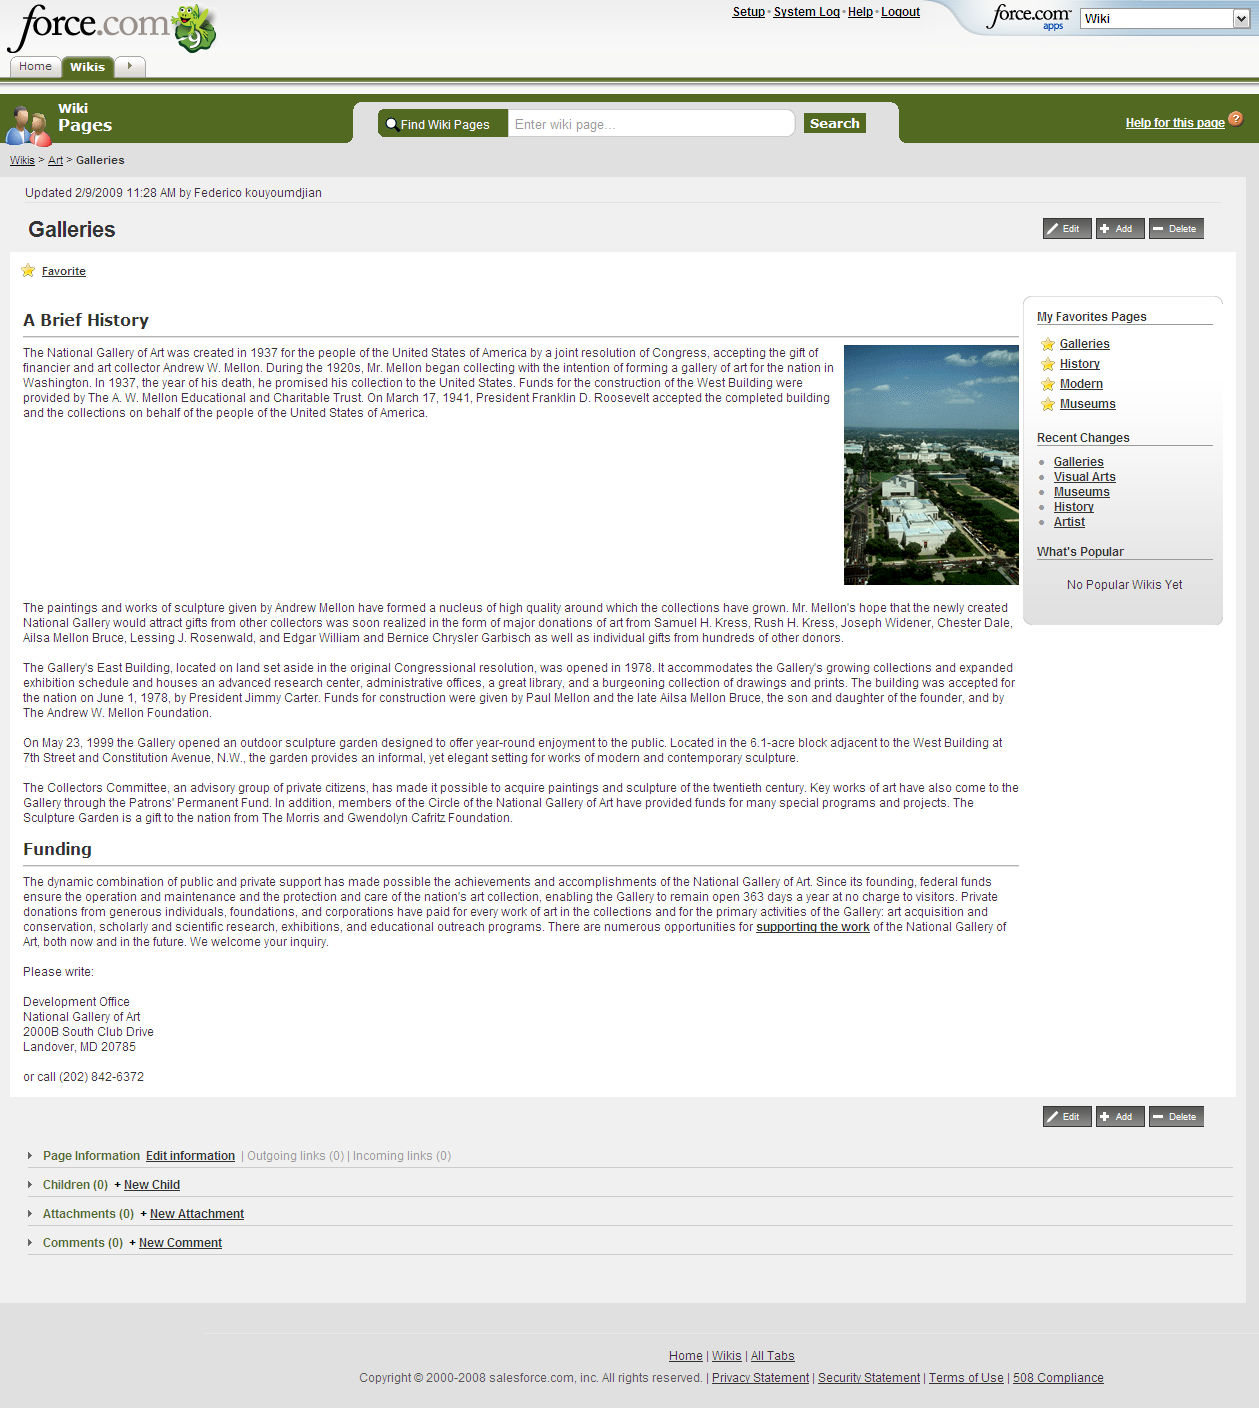 force.com 9
Setup · System Log · Help · Logout
force.com apps
Wiki
Home
Wikis
Wiki
Pages
Find Wiki Pages
Enter wiki page...
Search
Help for this page ?
Wikis > Art > Galleries
Updated 2/9/2009 11:28 AM by Federico kouyoumdjian
Galleries
Edit
Add
Delete
Favorite
A Brief History
The National Gallery of Art was created in 1937 for the people of the United States of America by a joint resolution of Congress, accepting the gift of
financier and art collector Andrew W. Mellon. During the 1920s, Mr. Mellon began collecting with the intention of forming a gallery of art for the nation in
Washington. In 1937, the year of his death, he promised his collection to the United States. Funds for the construction of the West Building were
provided by The A. W. Mellon Educational and Charitable Trust. On March 17, 1941, President Franklin D. Roosevelt accepted the completed building
and the collections on behalf of the people of the United States of America.
The paintings and works of sculpture given by Andrew Mellon have formed a nucleus of high quality around which the collections have grown. Mr. Mellon's hope that the newly created
National Gallery would attract gifts from other collectors was soon realized in the form of major donations of art from Samuel H. Kress, Rush H. Kress, Joseph Widener, Chester Dale,
Ailsa Mellon Bruce, Lessing J. Rosenwald, and Edgar William and Bernice Chrysler Garbisch as well as individual gifts from hundreds of other donors.
The Gallery's East Building, located on land set aside in the original Congressional resolution, was opened in 1978. It accommodates the Gallery's growing collections and expanded
exhibition schedule and houses an advanced research center, administrative offices, a great library, and a burgeoning collection of drawings and prints. The building was accepted for
the nation on June 1, 1978, by President Jimmy Carter. Funds for construction were given by Paul Mellon and the late Ailsa Mellon Bruce, the son and daughter of the founder, and by
The Andrew W. Mellon Foundation.
On May 23, 1999 the Gallery opened an outdoor sculpture garden designed to offer year-round enjoyment to the public. Located in the 6.1-acre block adjacent to the West Building at
7th Street and Constitution Avenue, N.W., the garden provides an informal, yet elegant setting for works of modern and contemporary sculpture.
The Collectors Committee, an advisory group of private citizens, has made it possible to acquire paintings and sculpture of the twentieth century. Key works of art have also come to the
Gallery through the Patrons' Permanent Fund. In addition, members of the Circle of the National Gallery of Art have provided funds for many special programs and projects. The
Sculpture Garden is a gift to the nation from The Morris and Gwendolyn Cafritz Foundation.
Funding
The dynamic combination of public and private support has made possible the achievements and accomplishments of the National Gallery of Art. Since its founding, federal funds
ensure the operation and maintenance and the protection and care of the nation's art collection, enabling the Gallery to remain open 363 days a year at no charge to visitors. Private
donations from generous individuals, foundations, and corporations have paid for every work of art in the collections and for the primary activities of the Gallery: art acquisition and
conservation, scholarly and scientific research, exhibitions, and educational outreach programs. There are numerous opportunities for supporting the work of the National Gallery of
Art, both now and in the future. We welcome your inquiry.
Please write:
Development Office
National Gallery of Art
2000B South Club Drive
Landover, MD 20785
or call (202) 842-6372
My Favorites Pages
Galleries
History
Modern
Museums
Recent Changes
Galleries
Visual Arts
Museums
History
Artist
What's Popular
No Popular Wikis Yet
Edit
Add
Delete
Page Information Edit information | Outgoing links (0) | Incoming links (0)
Children (0) + New Child
Attachments (0) + New Attachment
Comments (0) + New Comment
Home | Wikis | All Tabs
Copyright © 2000-2008 salesforce.com, inc. All rights reserved. | Privacy Statement | Security Statement | Terms of Use | 508 Compliance